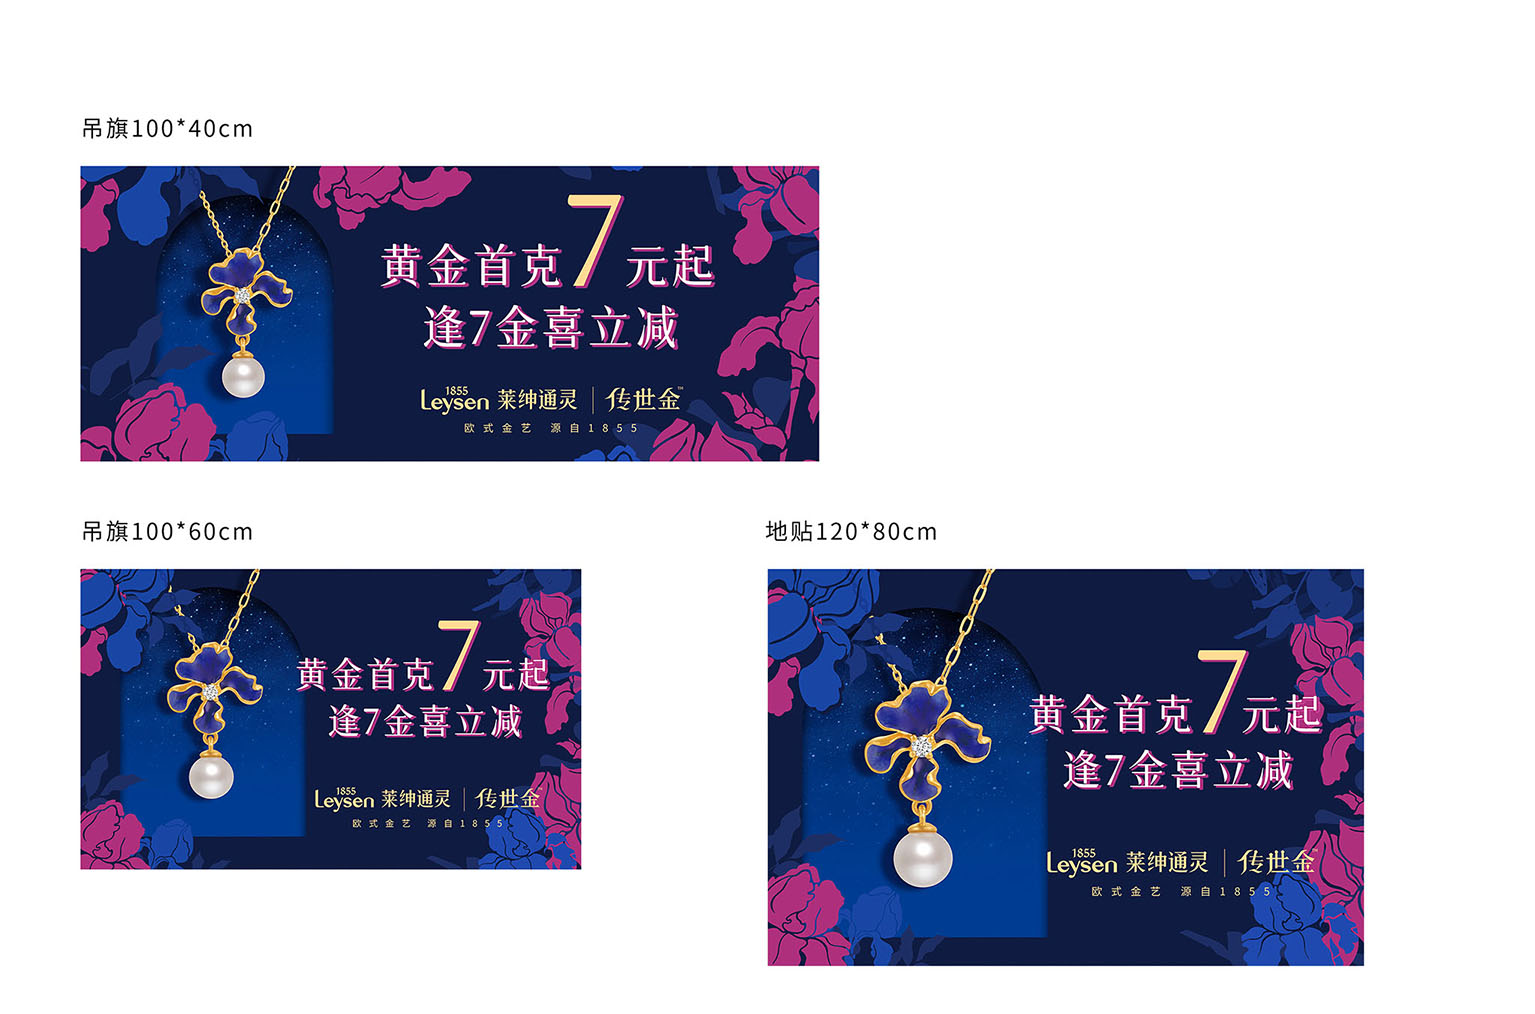 吊旗100*40cm
黄金首克7元起
逢7金喜立减
1855
Leysen 莱绅通灵 | 传世金™
欧式金艺 源自1855
吊旗100*60cm
黄金首克7元起
逢7金喜立减
1855
Leysen 莱绅通灵 | 传世金™
欧式金艺 源自1855
地贴120*80cm
黄金首克7元起
逢7金喜立减
1855
Leysen 莱绅通灵 | 传世金™
欧式金艺 源自1855